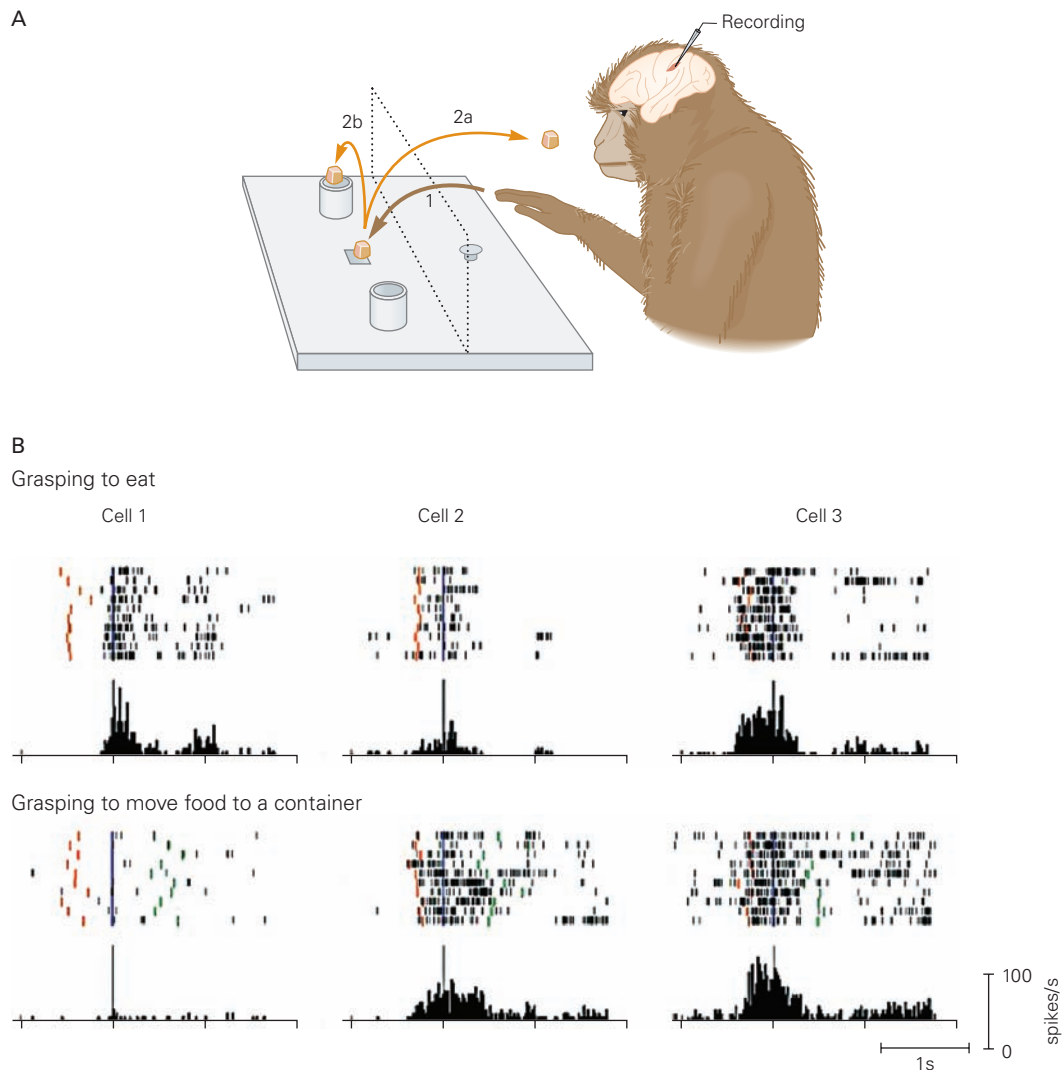 A
Recording
2b
2a
1
B
Grasping to eat
Cell 1
Cell 2
Cell 3
Grasping to move food to a container
100
spikes/s
0
1s